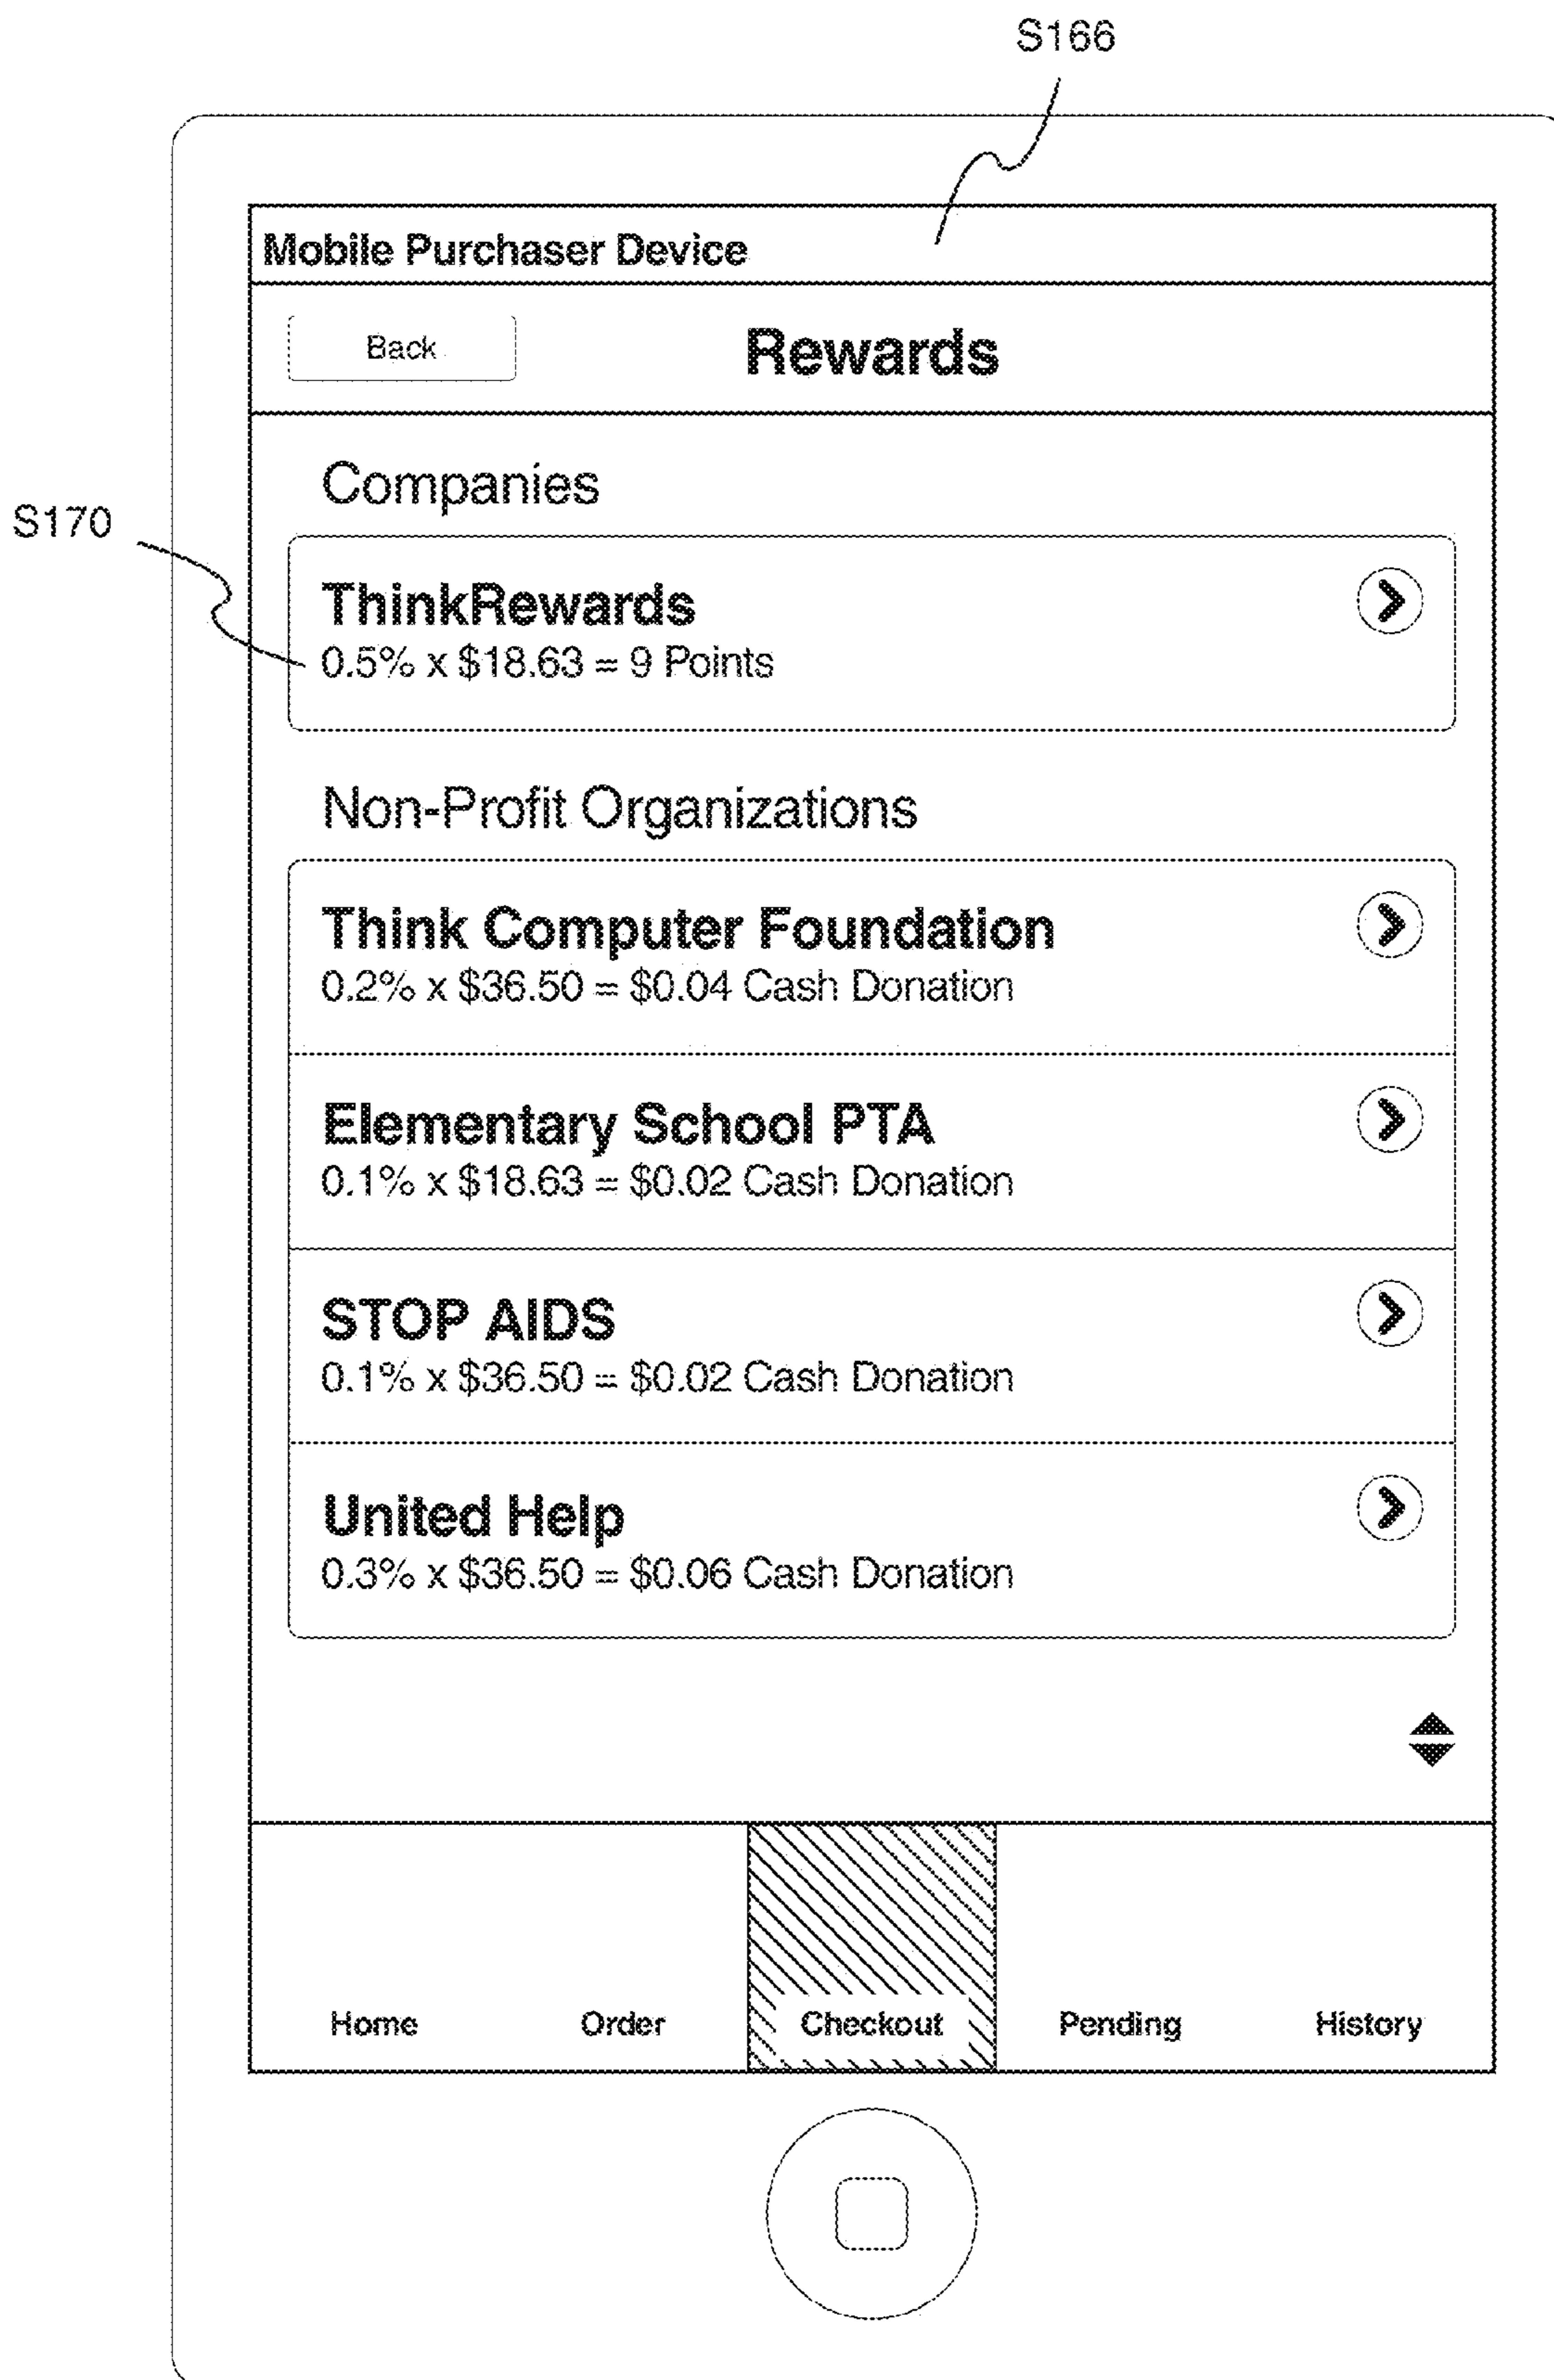 S166
Mobile Purchaser Device
Back
Rewards
Companies
S170
ThinkRewards
0.5% x $18.63 = 9 Points
Non-Profit Organizations
Think Computer Foundation
0.2% x $36.50 = $0.04 Cash Donation
Elementary School PTA
0.1% x $18.63 = $0.02 Cash Donation
STOP AIDS
0.1% x $36.50 = $0.02 Cash Donation
United Help
0.3% x $36.50 = $0.06 Cash Donation
Home Order Checkout Pending History